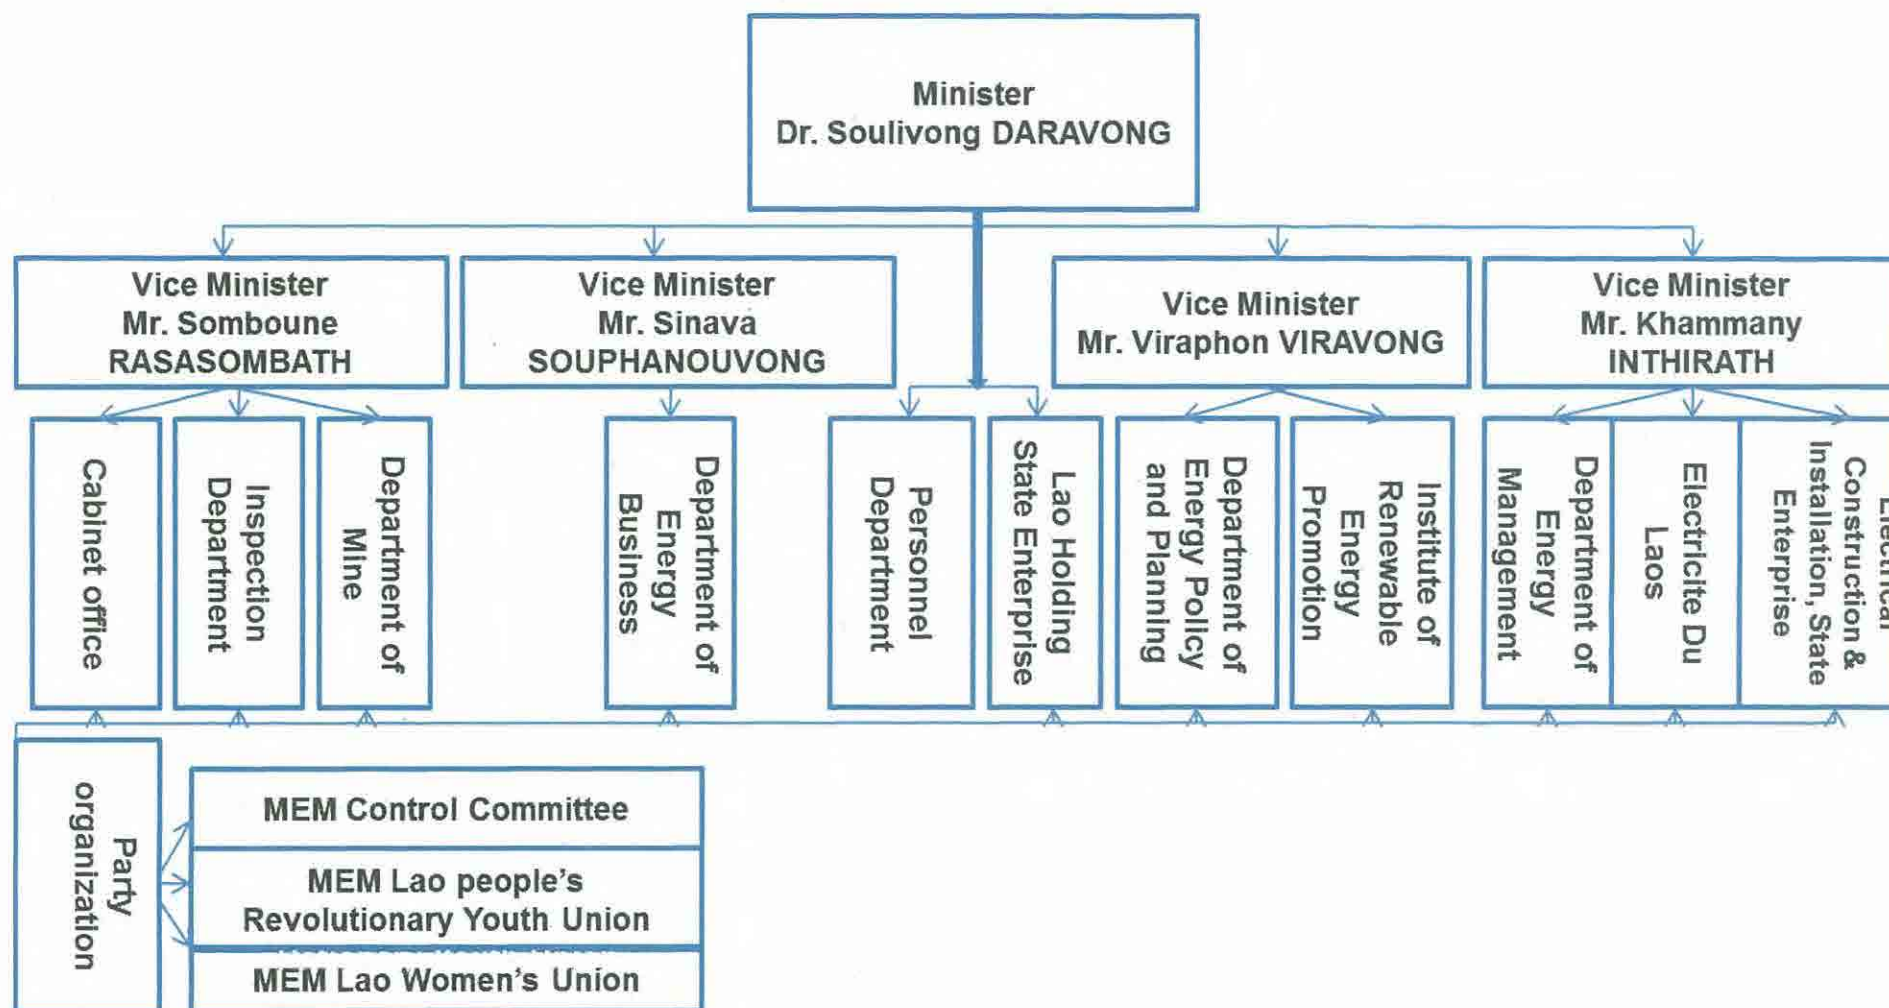 Minister
Dr. Soulivong DARAVONG
Vice Minister
Mr. Somboune
RASASOMBATH
Vice Minister
Mr. Sinava
SOUPHANOUVONG
Vice Minister
Mr. Viraphon VIRAVONG
Vice Minister
Mr. Khammany
INTHIRATH
Cabinet office
Inspection
Department
Department of
Mine
Department of
Energy
Business
Personnel
Department
Lao Holding
State Enterprise
Department of
Energy Policy
and Planning
Institute of
Renewable
Energy
Promotion
Department of
Energy
Management
Electricite Du
Laos
Electrical
Construction &
Installation, State
Enterprise
Party
organization
MEM Control Committee
MEM Lao people's
Revolutionary Youth Union
MEM Lao Women's Union